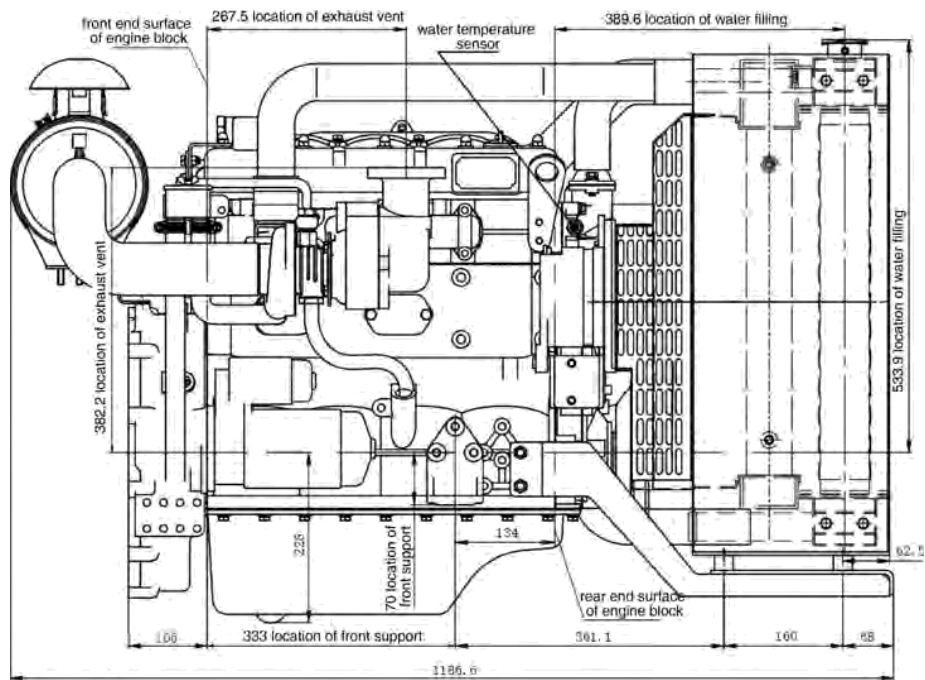 267.5 location of exhaust vent
389.6 location of water filling
front end surface
of engine block
water temperature
sensor
382.2 location of exhaust vent
533.9 location of water filling
228
70 location of
front support
134
62.5
rear end surface
of engine block
333 location of front support
361.1
160
68
1186.6